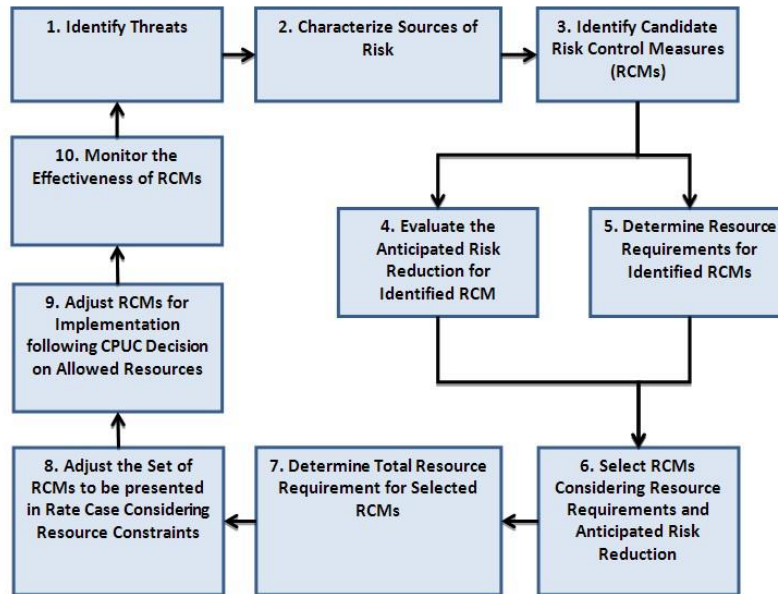 1. Identify Threats
2. Characterize Sources of
Risk
3. Identify Candidate
Risk Control Measures
(RCMs)
4. Evaluate the
Anticipated Risk
Reduction for
Identified RCM
5. Determine Resource
Requirements for
Identified RCMs
6. Select RCMs
Considering Resource
Requirements and
Anticipated Risk
Reduction
7. Determine Total Resource
Requirement for Selected
RCMs
8. Adjust the Set of
RCMs to be presented
in Rate Case Considering
Resource Constraints
9. Adjust RCMs for
Implementation
following CPUC Decision
on Allowed Resources
10. Monitor the
Effectiveness of RCMs